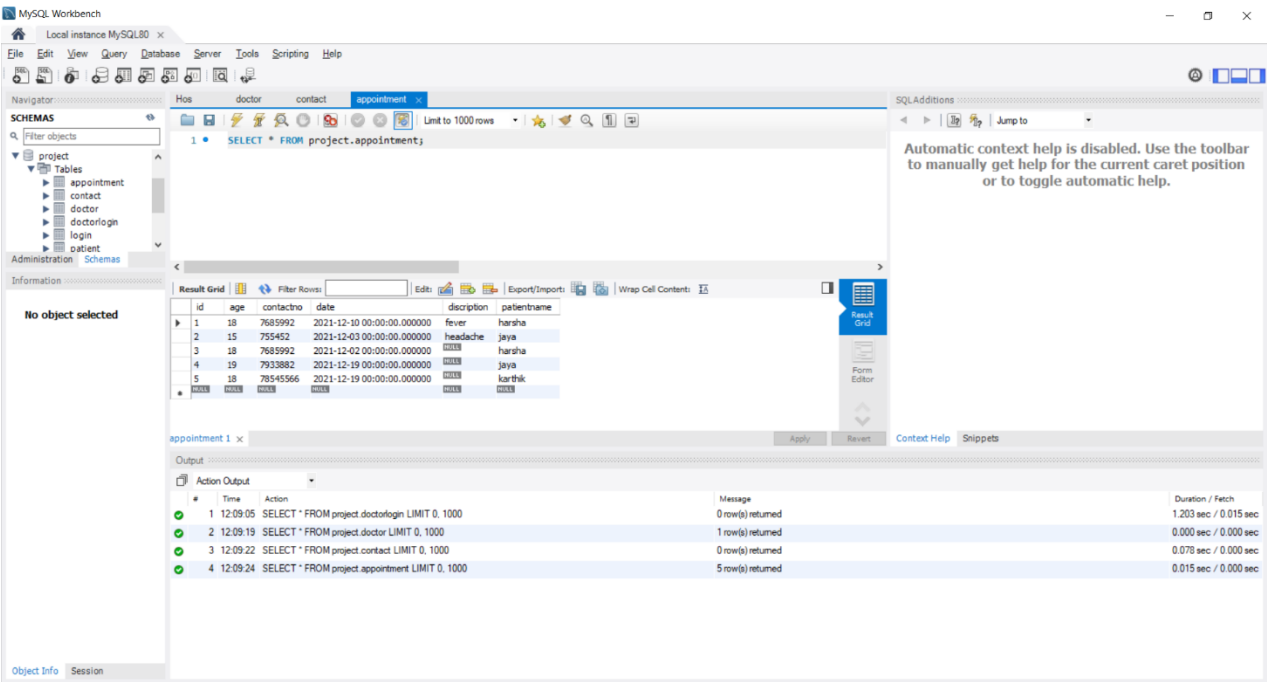 MySQL Workbench
Local instance MySQL80 ×
File Edit View Query Database Server Tools Scripting Help
Navigator
SCHEMAS
Filter objects
project
Tables
appointment
contact
doctor
doctorlogin
login
patient
Administration Schemas
Information
No object selected
Object Info Session
Hos doctor contact appointment ×
Limit to 1000 rows
1 SELECT * FROM project.appointment;
Result Grid Filter Rows: Edit: Export/Import: Wrap Cell Content:
id age contactno date discription patientname
1 18 7685992 2021-12-10 00:00:00.000000 fever harsha
2 15 755452 2021-12-03 00:00:00.000000 headache jaya
3 18 7685992 2021-12-02 00:00:00.000000 NULL harsha
4 19 7933882 2021-12-19 00:00:00.000000 NULL jaya
5 18 78545566 2021-12-19 00:00:00.000000 NULL karthik
NULL NULL NULL NULL NULL NULL
Result
Grid
Form
Editor
appointment 1 × Apply Revert
SQLAdditions
Jump to
Automatic context help is disabled. Use the toolbar
to manually get help for the current caret position
or to toggle automatic help.
Context Help Snippets
Output
Action Output
# Time Action Message Duration / Fetch
1 12:09:05 SELECT * FROM project.doctorlogin LIMIT 0, 1000 0 row(s) returned 1.203 sec / 0.015 sec
2 12:09:19 SELECT * FROM project.doctor LIMIT 0, 1000 1 row(s) returned 0.000 sec / 0.000 sec
3 12:09:22 SELECT * FROM project.contact LIMIT 0, 1000 0 row(s) returned 0.078 sec / 0.000 sec
4 12:09:24 SELECT * FROM project.appointment LIMIT 0, 1000 5 row(s) returned 0.015 sec / 0.000 sec